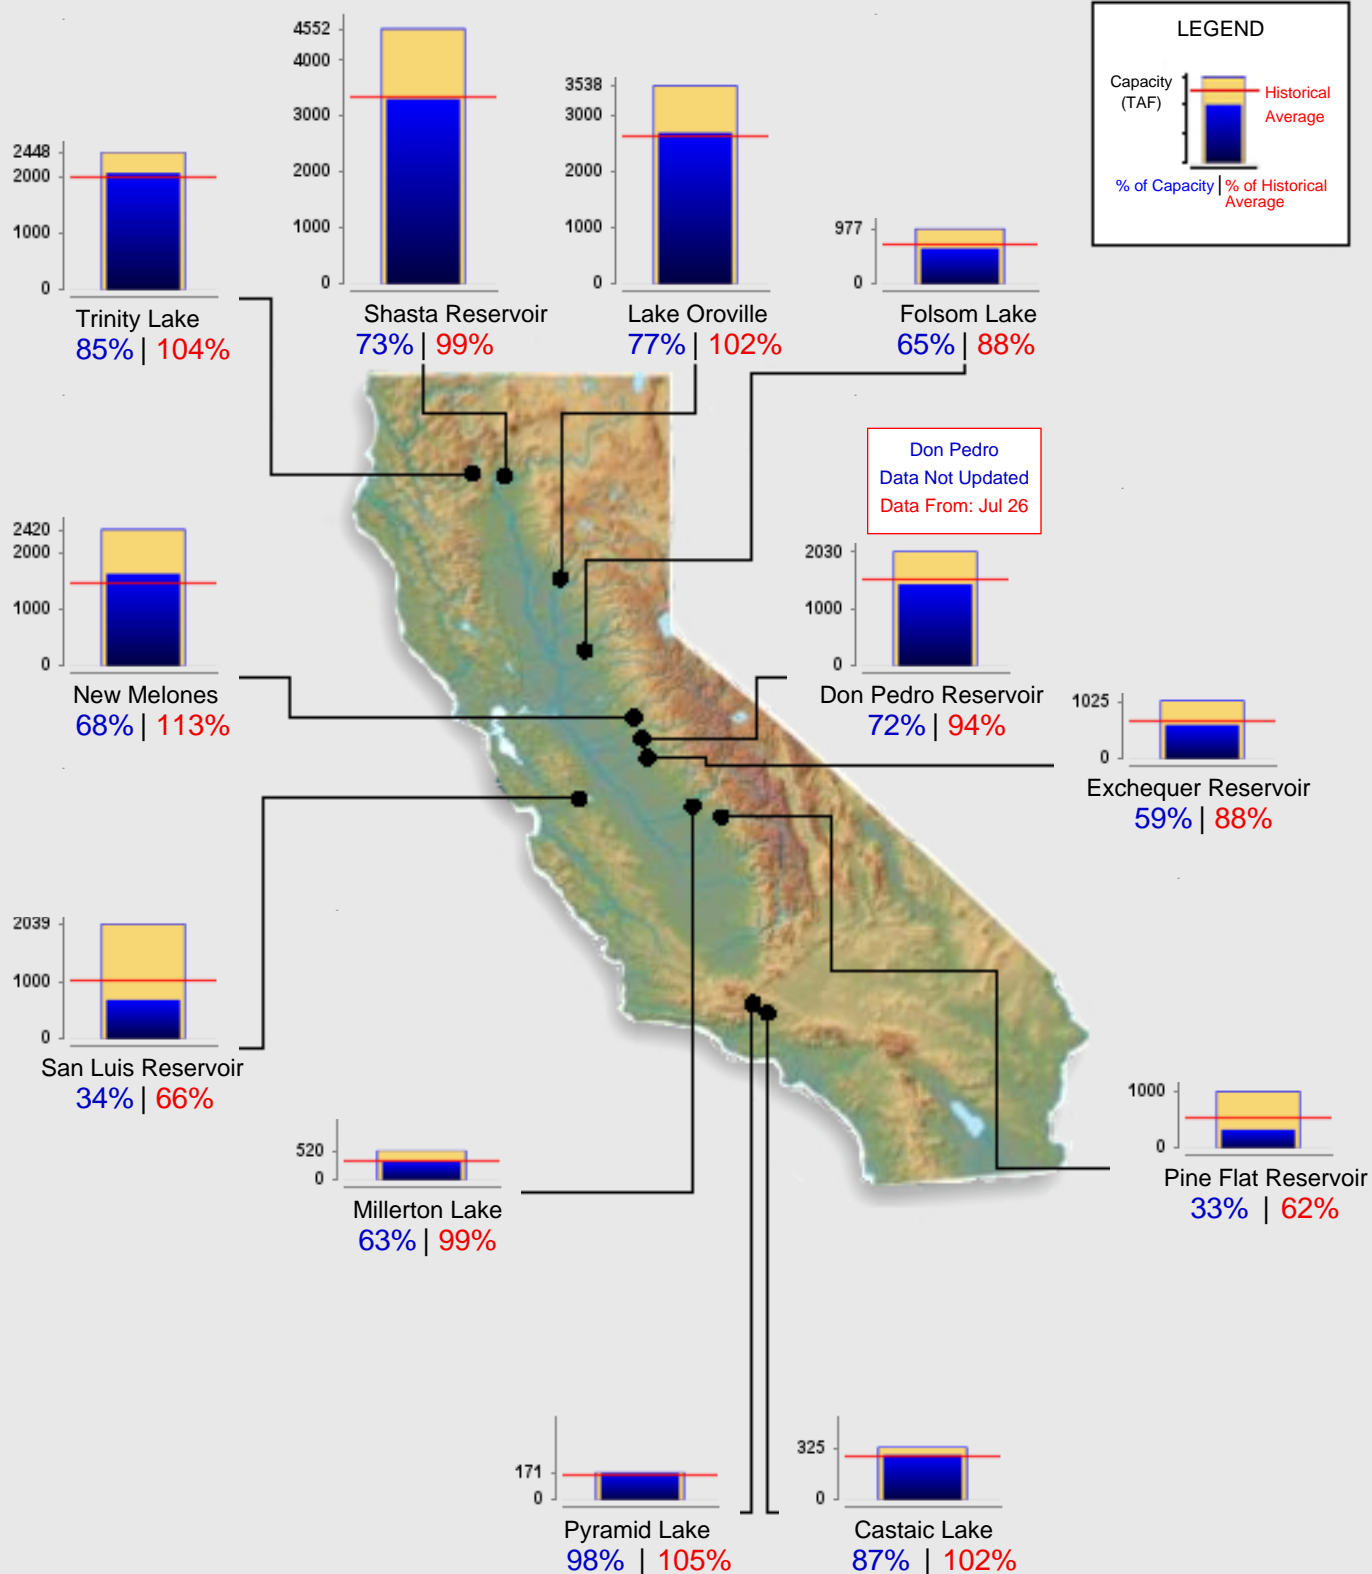 LEGEND
Capacity
(TAF)
Historical
Average
% of Capacity | % of Historical
Average
4552
4000
3000
2000
1000
0
Shasta Reservoir
73% | 99%
3538
3000
2000
1000
0
Lake Oroville
77% | 102%
2448
2000
1000
0
Trinity Lake
85% | 104%
977
0
Folsom Lake
65% | 88%
Don Pedro
Data Not Updated
Data From: Jul 26
2420
2000
1000
0
New Melones
68% | 113%
2030
1000
0
Don Pedro Reservoir
72% | 94%
1025
0
Exchequer Reservoir
59% | 88%
2039
1000
0
San Luis Reservoir
34% | 66%
520
0
Millerton Lake
63% | 99%
1000
0
Pine Flat Reservoir
33% | 62%
171
0
Pyramid Lake
98% | 105%
325
0
Castaic Lake
87% | 102%